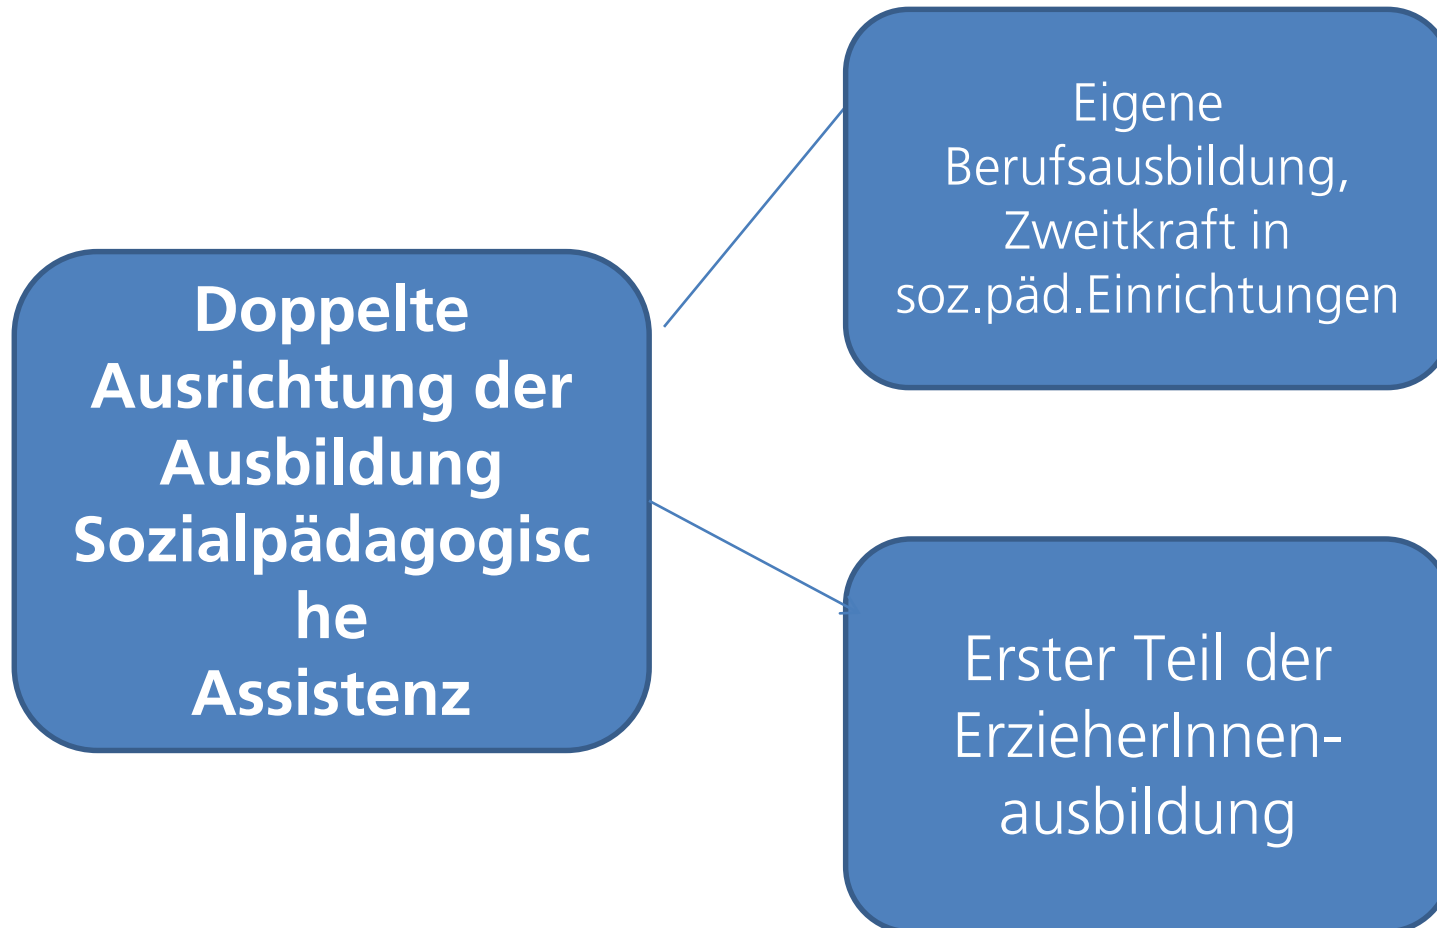 Doppelte
Ausrichtung der
Ausbildung
Sozialpädagogisc
he
Assistenz
Eigene
Berufsausbildung,
Zweitkraft in
soz.päd.Einrichtungen
Erster Teil der
ErzieherInnen-
ausbildung